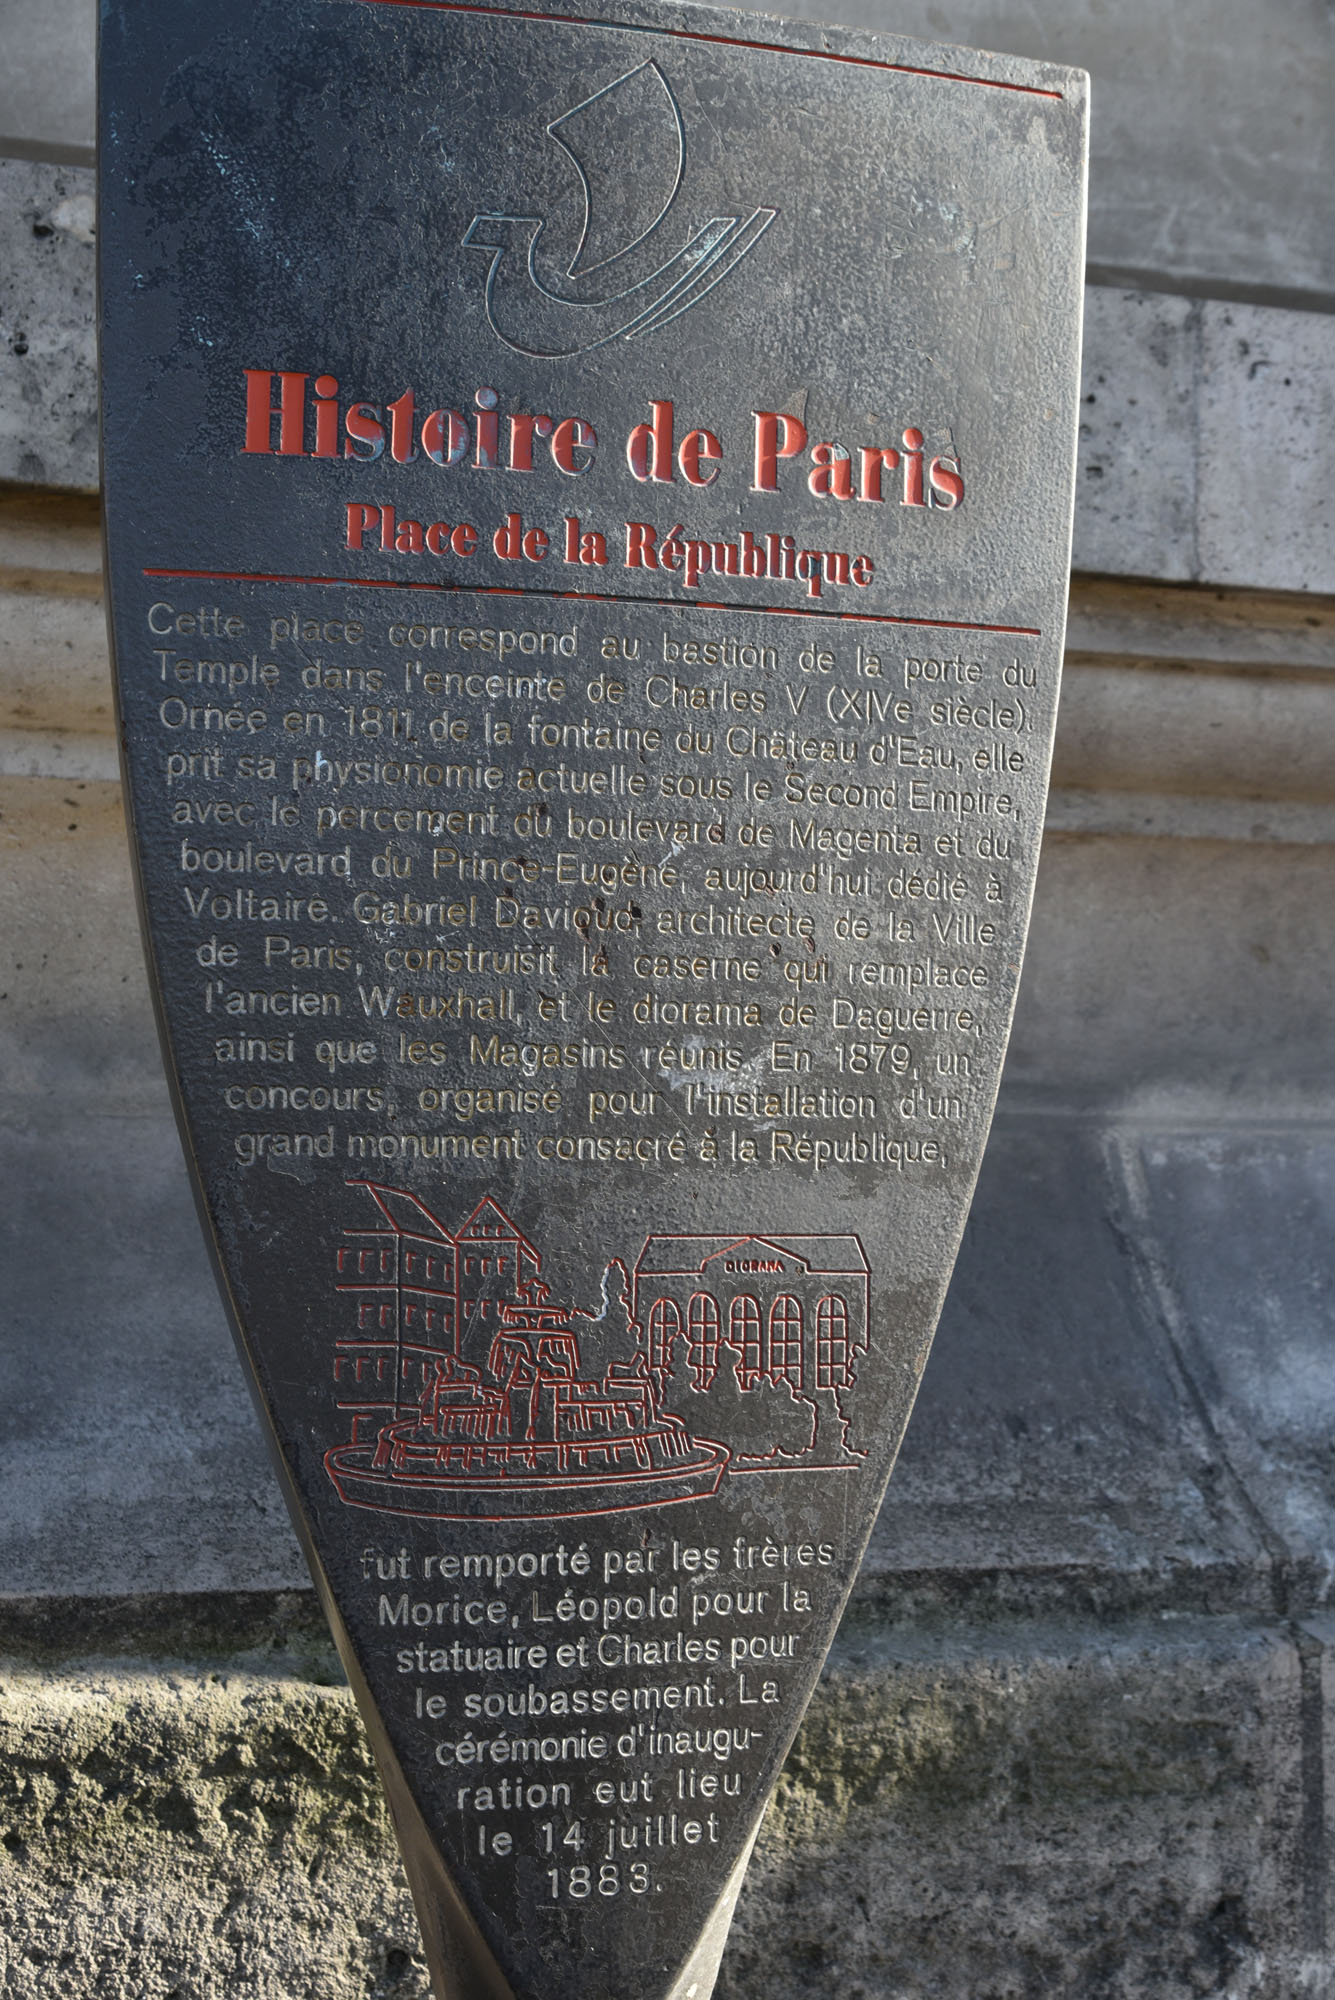 Histoire de Paris
Place de la République
Cette place correspond au bastion de la porte du
Temple dans l'enceinte de Charles V (XIVe siècle).
Ornée en 1811 de la fontaine du Château d'Eau, elle
prit sa physionomie actuelle sous le Second Empire,
avec le percement du boulevard de Magenta et du
boulevard du Prince-Eugène, aujourd'hui dédié à
Voltaire. Gabriel Davioud, architecte de la Ville
de Paris, construisit la caserne qui remplace
l'ancien Wauxhall, et le diorama de Daguerre,
ainsi que les Magasins réunis. En 1879, un
concours, organisé pour l'installation d'un
grand monument consacré à la République,
DIORAMA
fut remporté par les frères
Morice, Léopold pour la
statuaire et Charles pour
le soubassement. La
cérémonie d'inaugu-
ration eut lieu
le 14 juillet
1883.